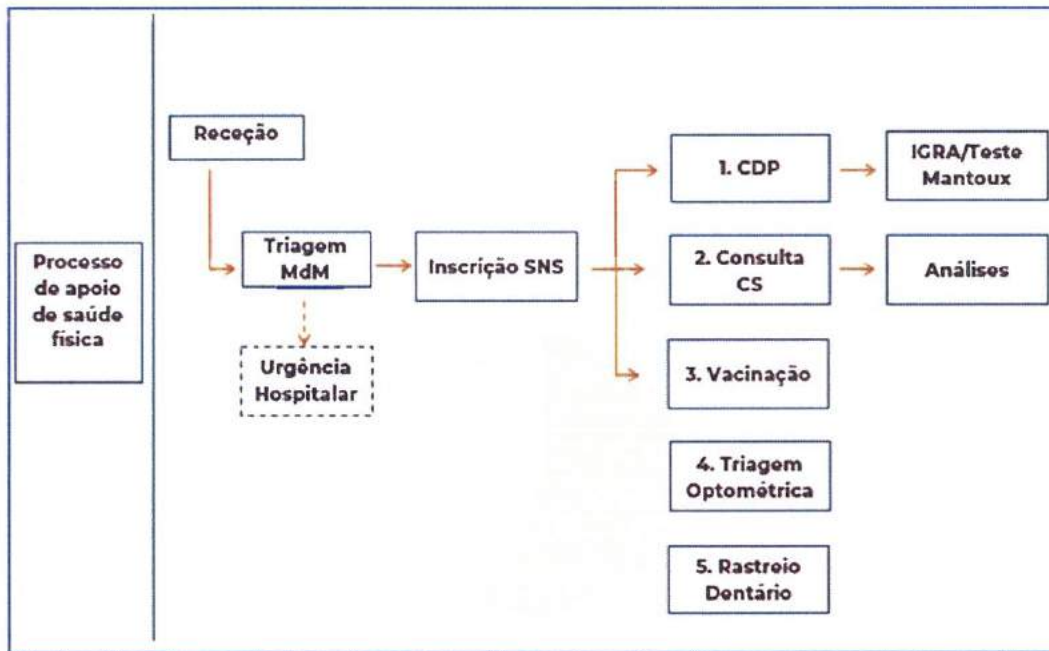 Processo
de apoio
de saúde
física
Receção
Triagem
MdM
Urgência
Hospitalar
Inscrição SNS
1. CDP
IGRA/Teste
Mantoux
2. Consulta
CS
Análises
3. Vacinação
4. Triagem
Optométrica
5. Rastreio
Dentário